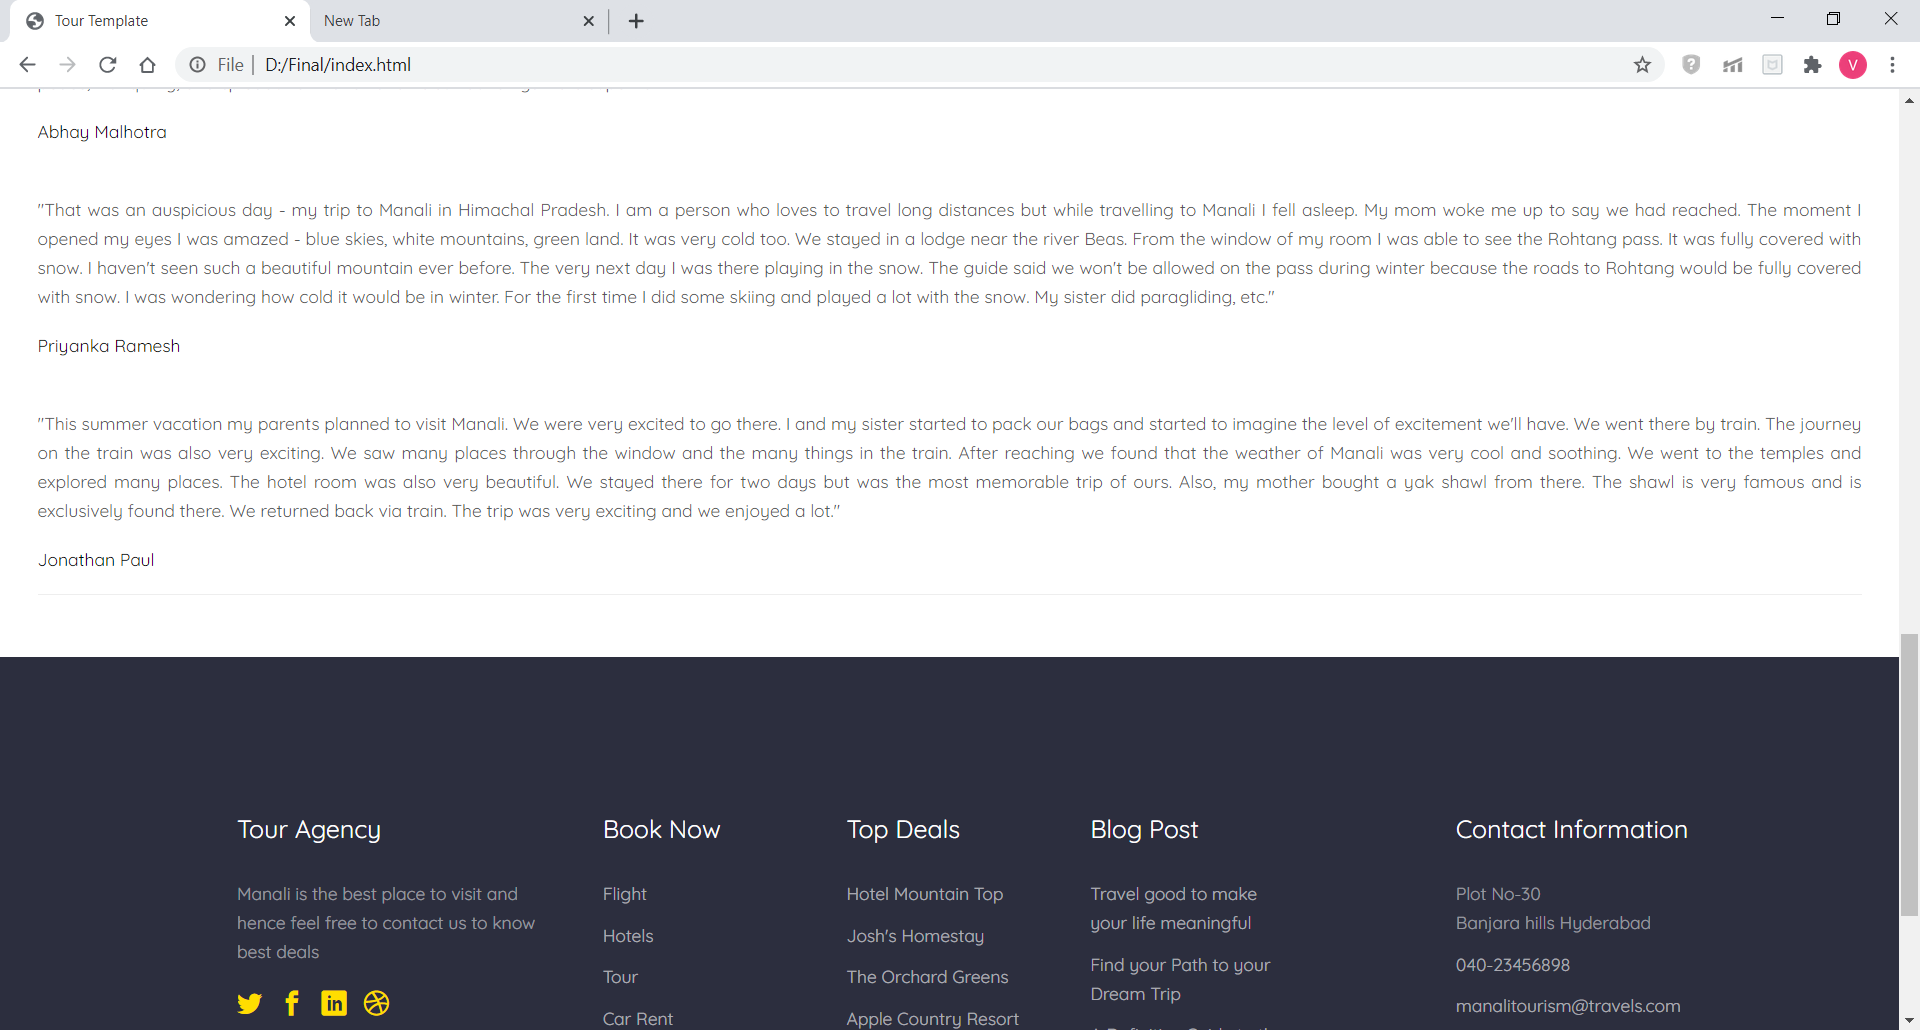 Tour Template
New Tab
File | D:/Final/index.html
V
Abhay Malhotra
"That was an auspicious day - my trip to Manali in Himachal Pradesh. I am a person who loves to travel long distances but while travelling to Manali I fell asleep. My mom woke me up to say we had reached. The moment I
opened my eyes I was amazed - blue skies, white mountains, green land. It was very cold too. We stayed in a lodge near the river Beas. From the window of my room I was able to see the Rohtang pass. It was fully covered with
snow. I haven't seen such a beautiful mountain ever before. The very next day I was there playing in the snow. The guide said we won't be allowed on the pass during winter because the roads to Rohtang would be fully covered
with snow. I was wondering how cold it would be in winter. For the first time I did some skiing and played a lot with the snow. My sister did paragliding, etc."
Priyanka Ramesh
"This summer vacation my parents planned to visit Manali. We were very excited to go there. I and my sister started to pack our bags and started to imagine the level of excitement we'll have. We went there by train. The journey
on the train was also very exciting. We saw many places through the window and the many things in the train. After reaching we found that the weather of Manali was very cool and soothing. We went to the temples and
explored many places. The hotel room was also very beautiful. We stayed there for two days but was the most memorable trip of ours. Also, my mother bought a yak shawl from there. The shawl is very famous and is
exclusively found there. We returned back via train. The trip was very exciting and we enjoyed a lot."
Jonathan Paul
Tour Agency
Manali is the best place to visit and
hence feel free to contact us to know
best deals
Book Now
Flight
Hotels
Tour
Car Rent
Top Deals
Hotel Mountain Top
Josh's Homestay
The Orchard Greens
Apple Country Resort
Blog Post
Travel good to make
your life meaningful
Find your Path to your
Dream Trip
Contact Information
Plot No-30
Banjara hills Hyderabad
040-23456898
manalitourism@travels.com